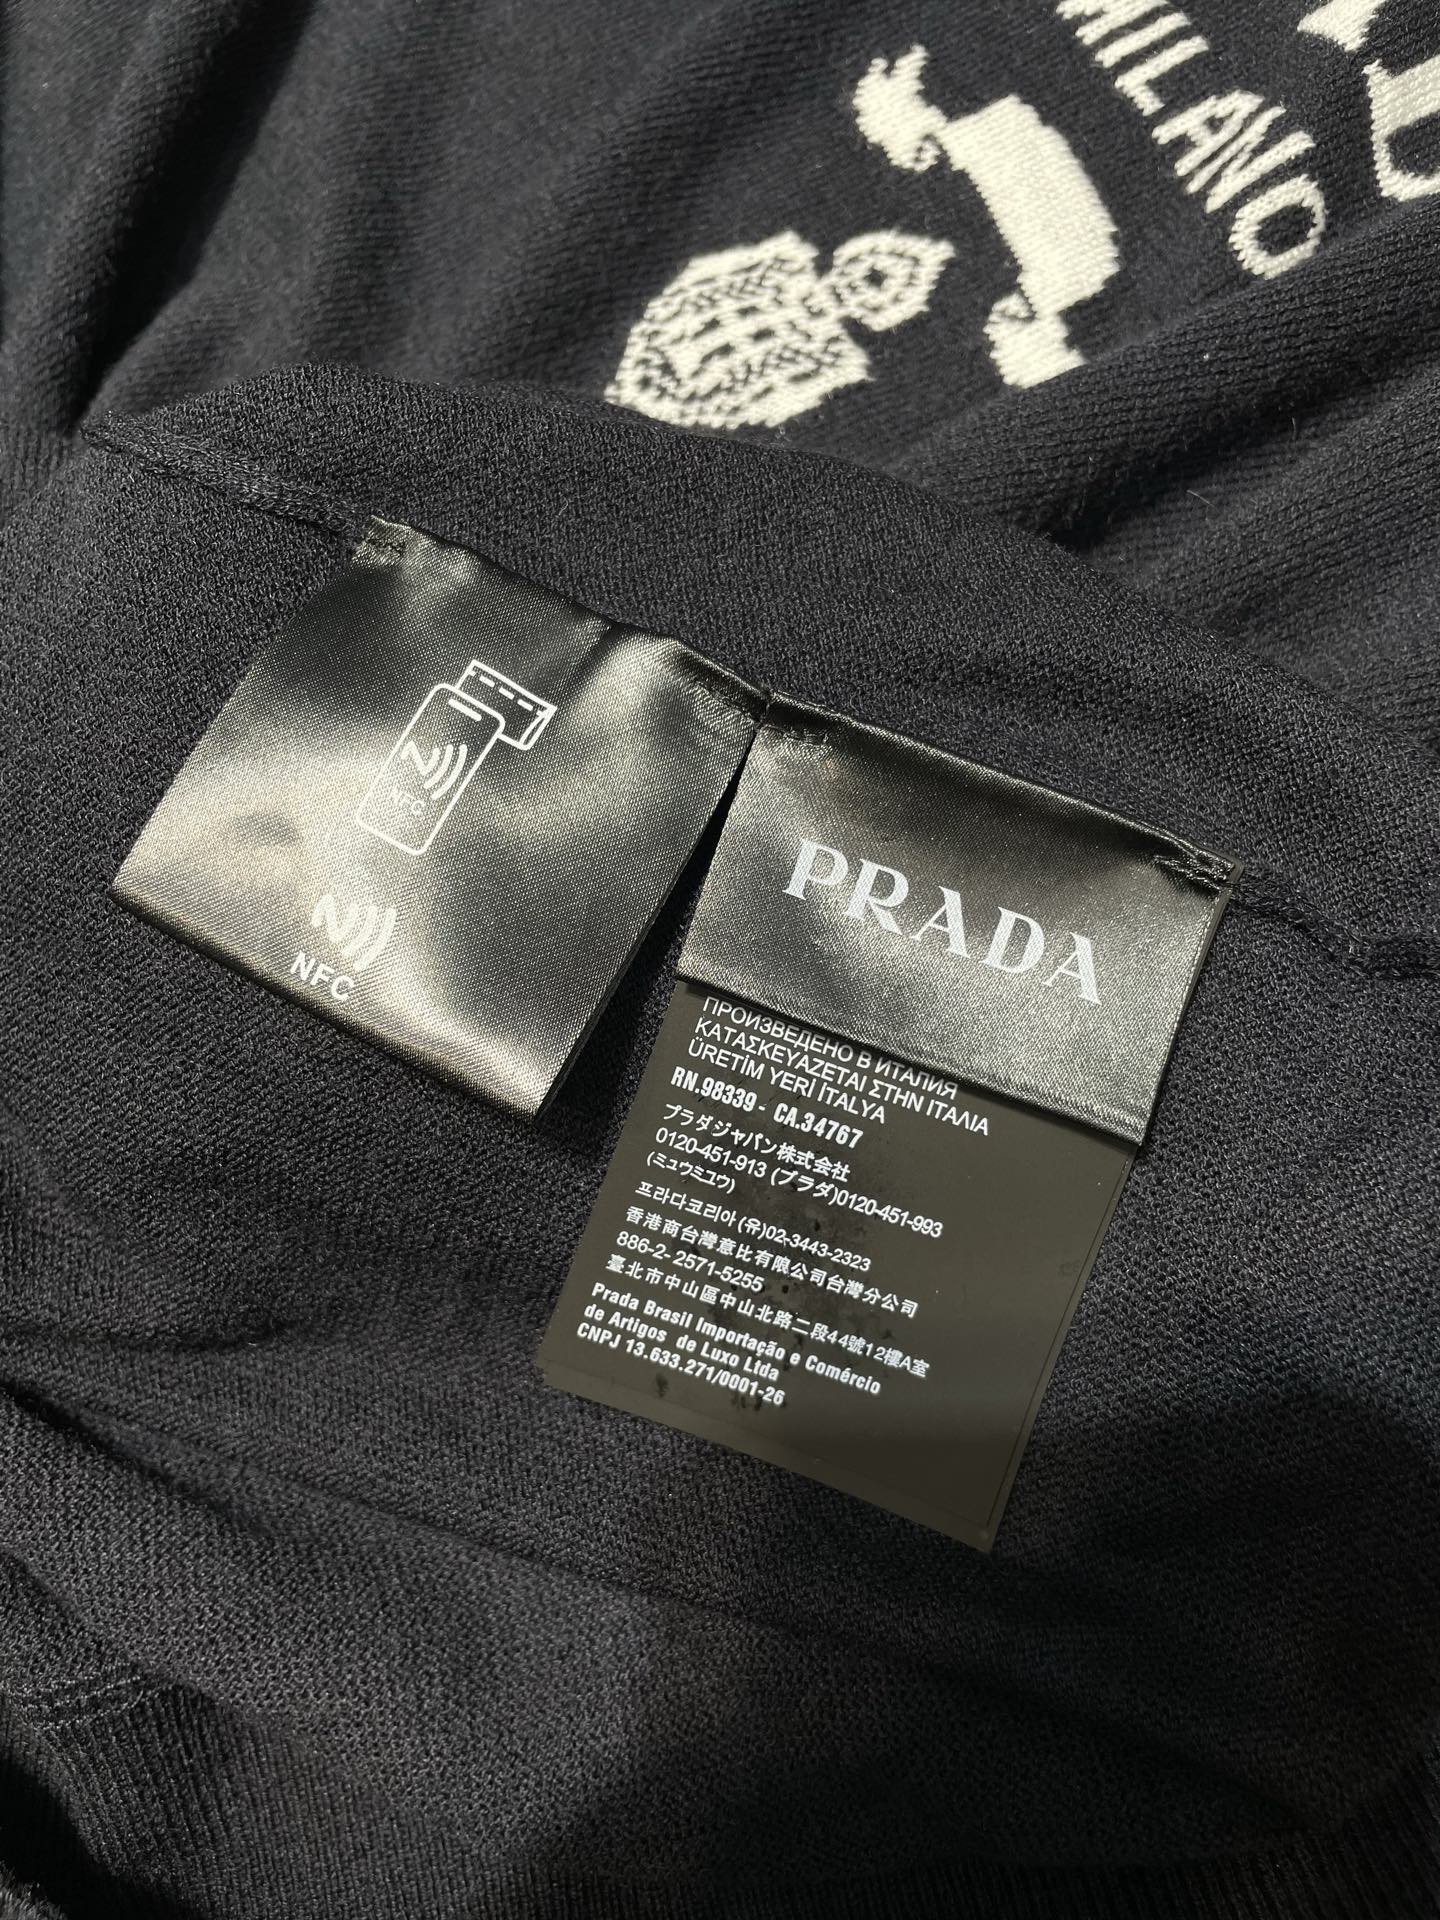 MILANO
NFC
NFC
PRADA
ПРОИЗВЕДЕНО В ИТАЛИЯ
ΚΑΤΑΣΚΕΥΑΖΕΤΑΙ ΣΤΗΝ ΙΤΑΛΙΑ
ÜRETİM YERİ İTALYA
RN.98339 - CA.34767
プラダジャパン株式会社
0120-451-913 (プラダ)0120-451-993
(ミュウミュウ)
프라다코리아(유)02-3443-2323
香港商台灣意比有限公司台灣分公司
886-2- 2571-5255
臺北市中山區中山北路二段44號12樓A室
Prada Brasil Importação e Comércio
de Artigos de Luxo Ltda
CNPJ 13.633.271/0001-26